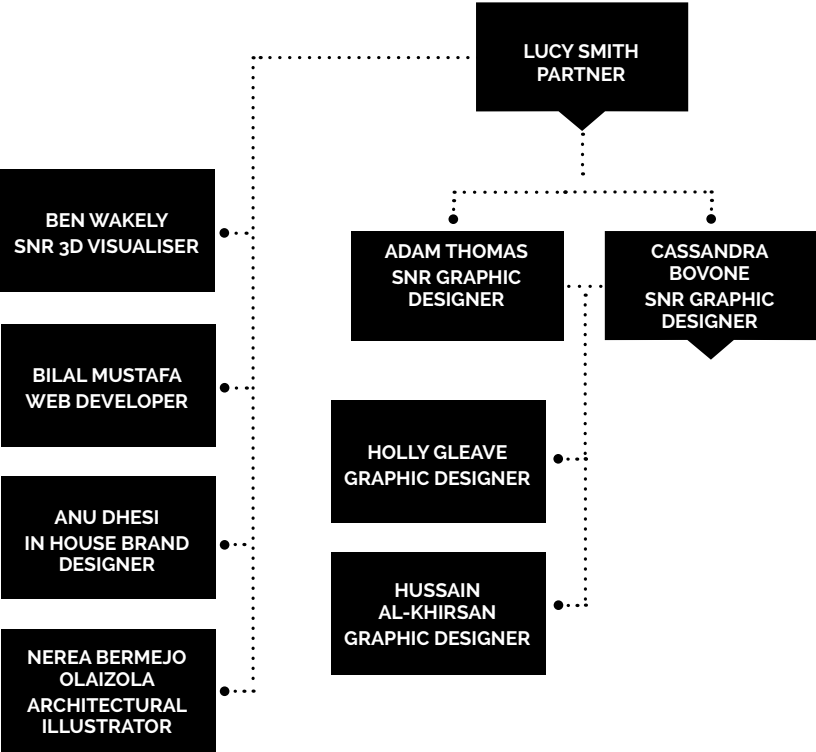 LUCY SMITH
PARTNER
BEN WAKELY
SNR 3D VISUALISER
ADAM THOMAS
SNR GRAPHIC
DESIGNER
CASSANDRA
BOVONE
SNR GRAPHIC
DESIGNER
BILAL MUSTAFA
WEB DEVELOPER
HOLLY GLEAVE
GRAPHIC DESIGNER
ANU DHESI
IN HOUSE BRAND
DESIGNER
HUSSAIN
AL-KHIRSAN
GRAPHIC DESIGNER
NEREA BERMEJO
OLAIZOLA
ARCHITECTURAL
ILLUSTRATOR